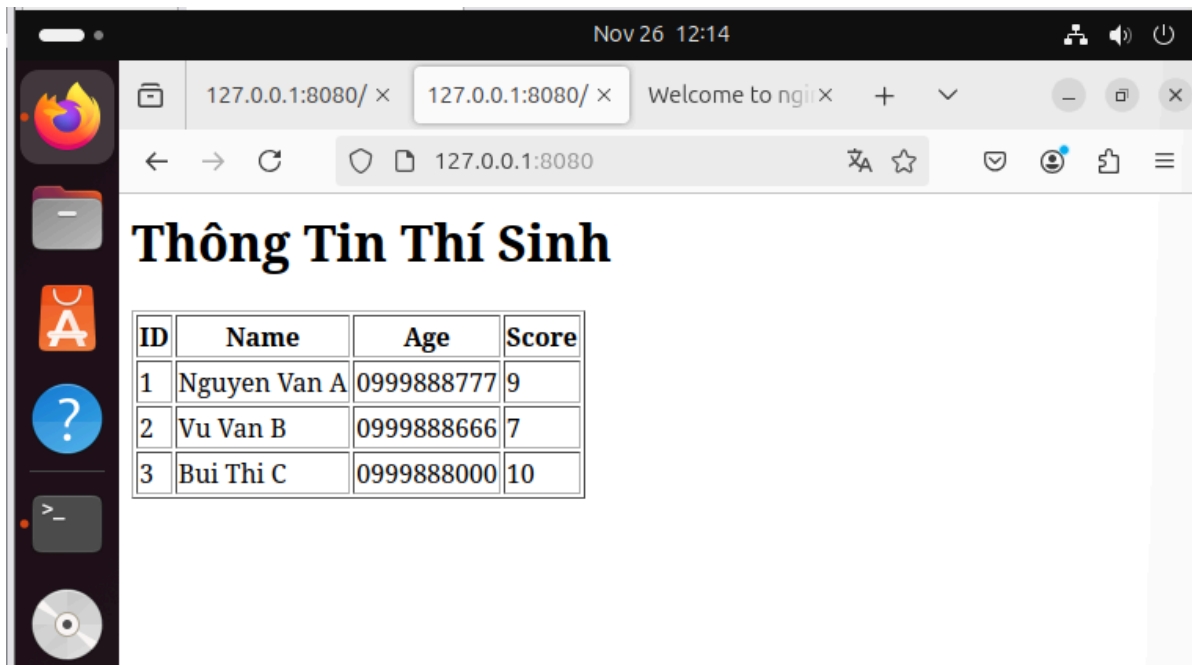 Nov 26 12:14
127.0.0.1:8080/
127.0.0.1:8080/
Welcome to ngin
127.0.0.1:8080
Thông Tin Thí Sinh
ID Name Age Score
1 Nguyen Van A 0999888777 9
2 Vu Van B 0999888666 7
3 Bui Thi C 0999888000 10